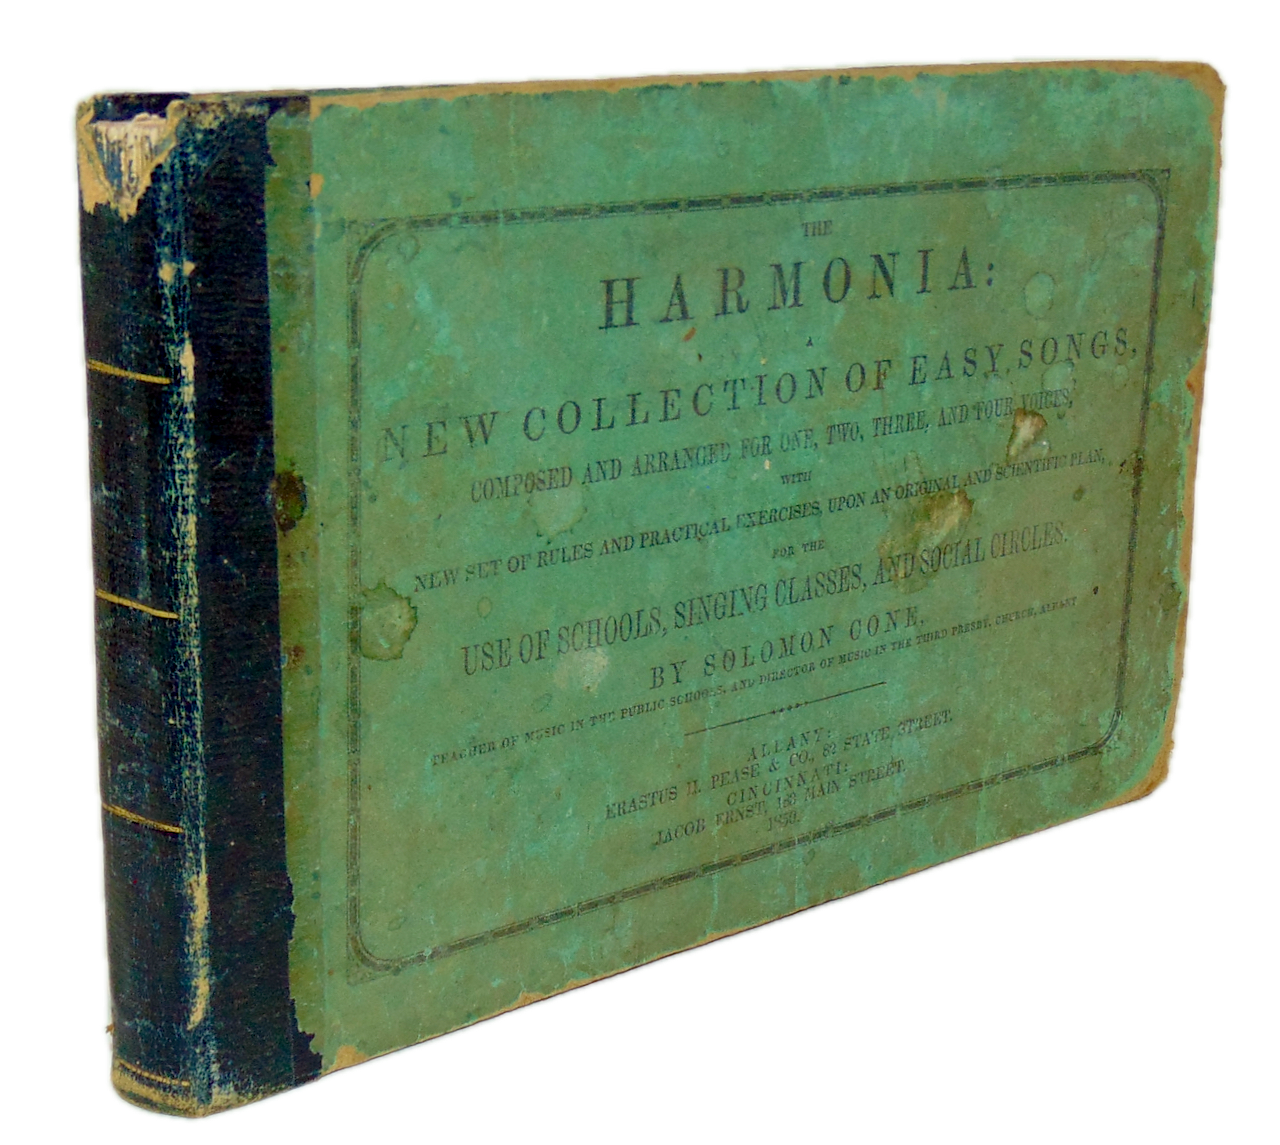 THE
HARMONIA:
A
NEW COLLECTION OF EASY SONGS,
COMPOSED AND ARRANGED FOR ONE, TWO, THREE, AND FOUR VOICES,
WITH
NEW SET OF RULES AND PRACTICAL EXERCISES, UPON AN ORIGINAL AND SCIENTIFIC PLAN,
FOR THE
USE OF SCHOOLS, SINGING CLASSES, AND SOCIAL CIRCLES.
BY SOLOMON CONE,
TEACHER OF MUSIC IN THE PUBLIC SCHOOLS, AND DIRECTOR OF MUSIC IN THE THIRD PRESBY. CHURCH, ALBANY
ALBANY:
ERASTUS H. PEASE & CO., 82 STATE STREET.
CINCINNATI:
JACOB ERNST, MAIN STREET.
1850.